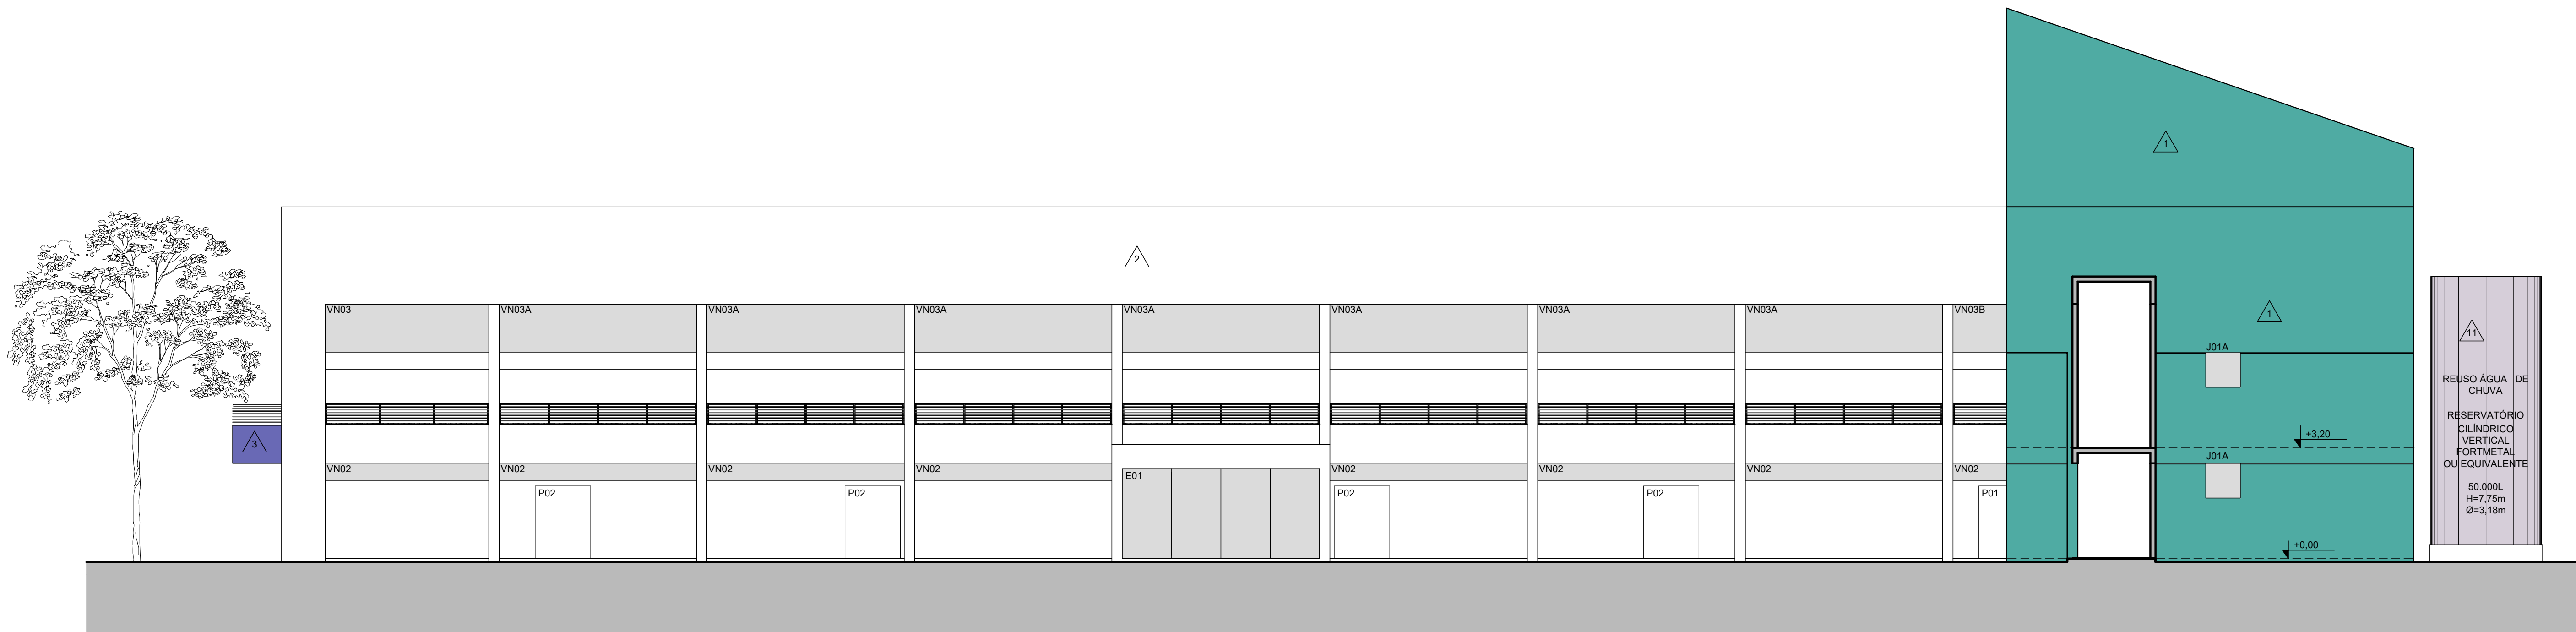 1
2
1
VN03
VN03A
VN03A
VN03A
VN03A
VN03A
VN03A
VN03A
VN03B
11
J01A
REUSO ÁGUA DE
CHUVA
RESERVATÓRIO
CILÍNDRICO
VERTICAL
FORTMETAL
OU EQUIVALENTE
50.000L
H=7,75m
Ø=3,18m
3
+3,20
J01A
VN02
VN02
VN02
VN02
E01
VN02
VN02
VN02
VN02
P02
P02
P02
P02
P01
+0,00